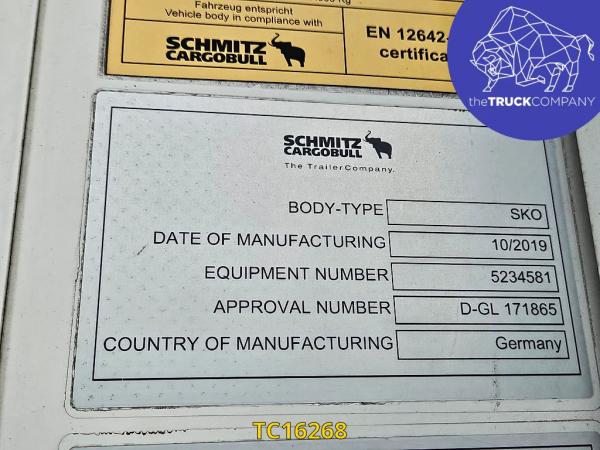 Fahrzeug entspricht
Vehicle body in compliance with
SCHMITZ
CARGOBULL
EN 12642-
certifica
theTRUCKCOMPANY
SCHMITZ
CARGOBULL
The TrailerCompany.
BODY-TYPE SKO
DATE OF MANUFACTURING 10/2019
EQUIPMENT NUMBER 5234581
APPROVAL NUMBER D-GL 171865
COUNTRY OF MANUFACTURING Germany
TC16268